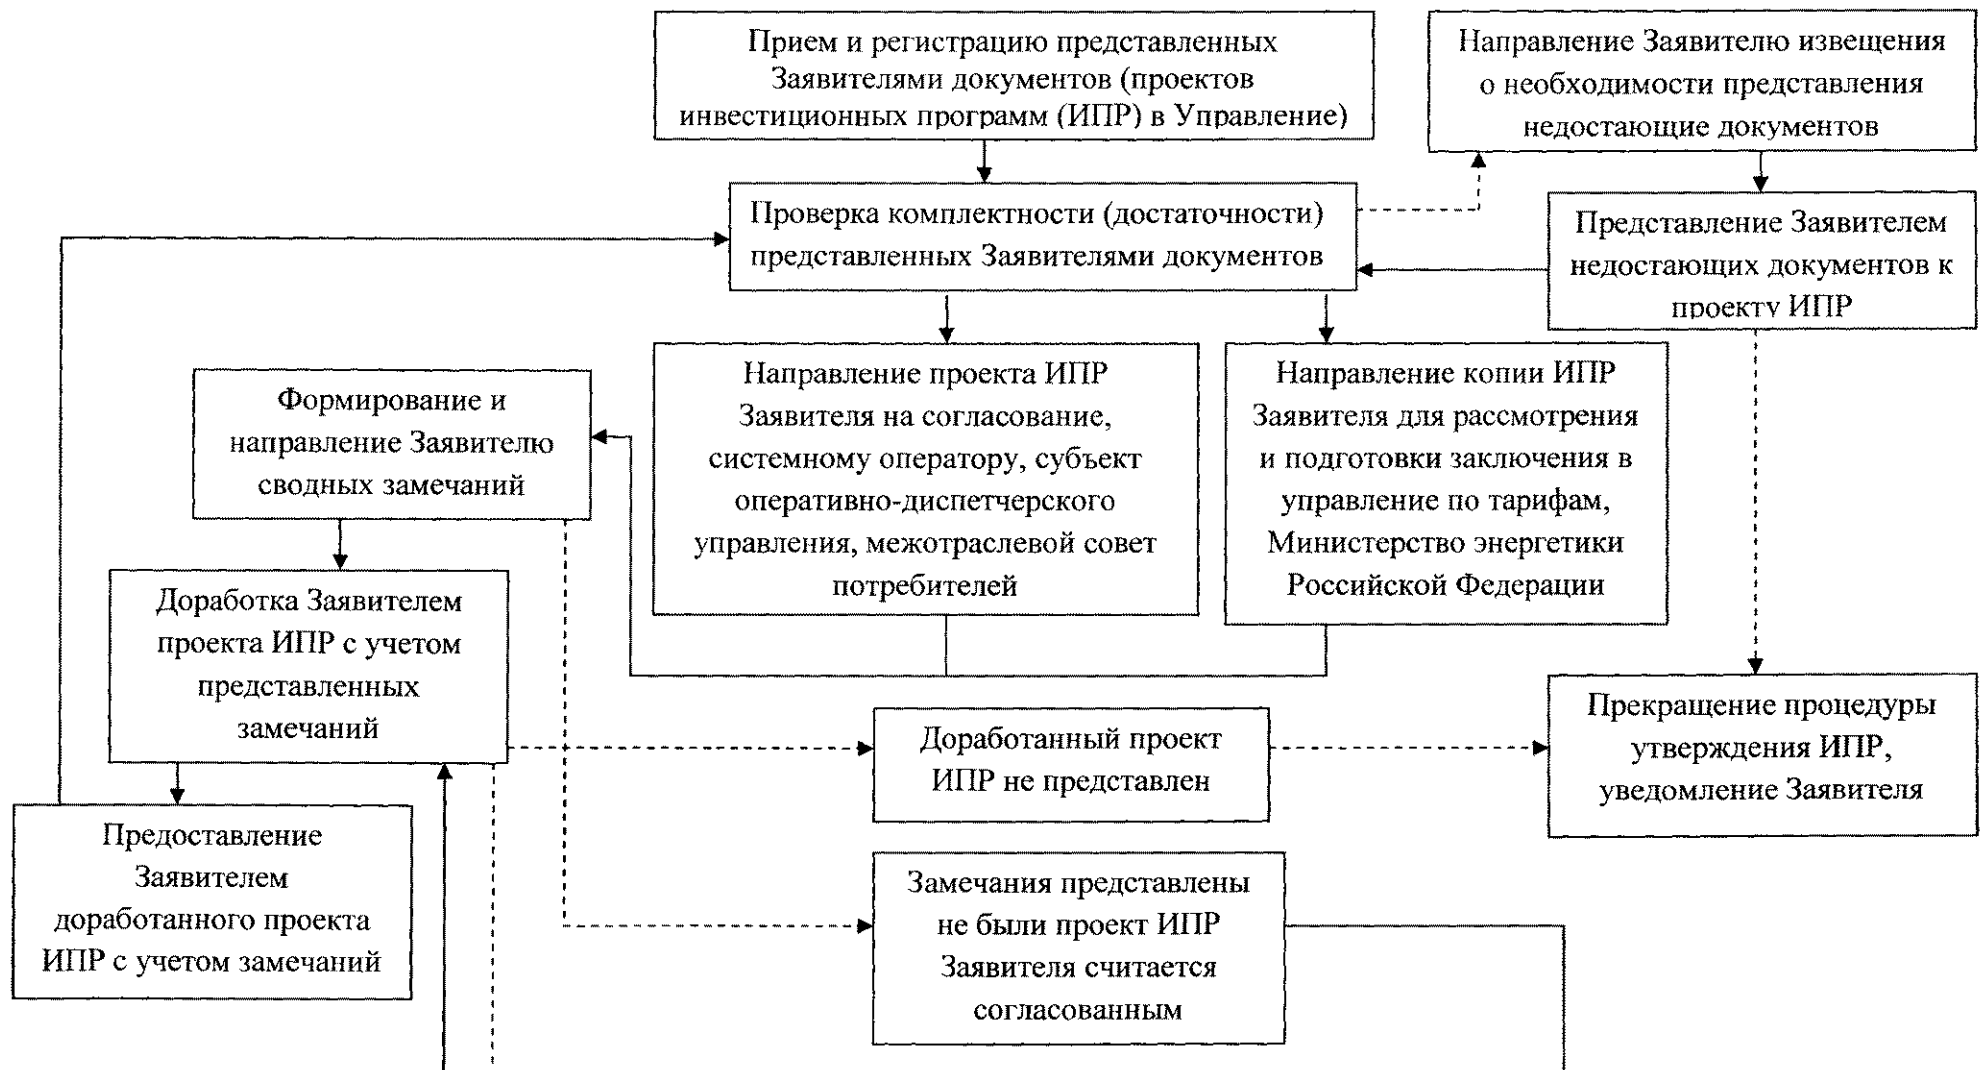 Прием и регистрацию представленных
Заявителями документов (проектов
инвестиционных программ (ИПР) в Управление)
Направление Заявителю извещения
о необходимости представления
недостающие документов
Проверка комплектности (достаточности)
представленных Заявителями документов
Представление Заявителем
недостающих документов к
проекту ИПР
Направление проекта ИПР
Заявителя на согласование,
системному оператору, субъект
оперативно-диспетчерского
управления, межотраслевой совет
потребителей
Направление копии ИПР
Заявителя для рассмотрения
и подготовки заключения в
управление по тарифам,
Министерство энергетики
Российской Федерации
Формирование и
направление Заявителю
сводных замечаний
Доработка Заявителем
проекта ИПР с учетом
представленных
замечаний
Доработанный проект
ИПР не представлен
Прекращение процедуры
утверждения ИПР,
уведомление Заявителя
Предоставление
Заявителем
доработанного проекта
ИПР с учетом замечаний
Замечания представлены
не были проект ИПР
Заявителя считается
согласованным